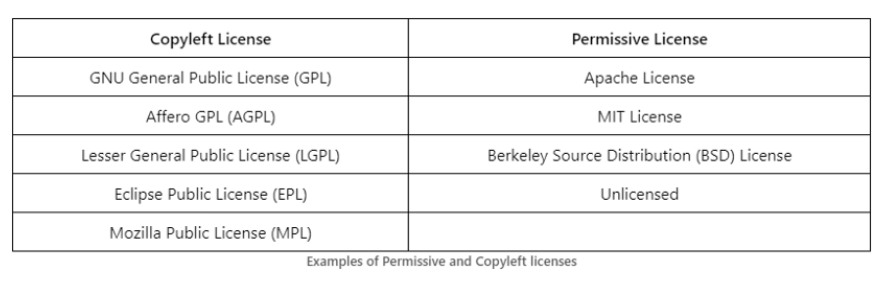 Copyleft License Permissive License
GNU General Public License (GPL) Apache License
Affero GPL (AGPL) MIT License
Lesser General Public License (LGPL) Berkeley Source Distribution (BSD) License
Eclipse Public License (EPL) Unlicensed
Mozilla Public License (MPL)
Examples of Permissive and Copyleft licenses